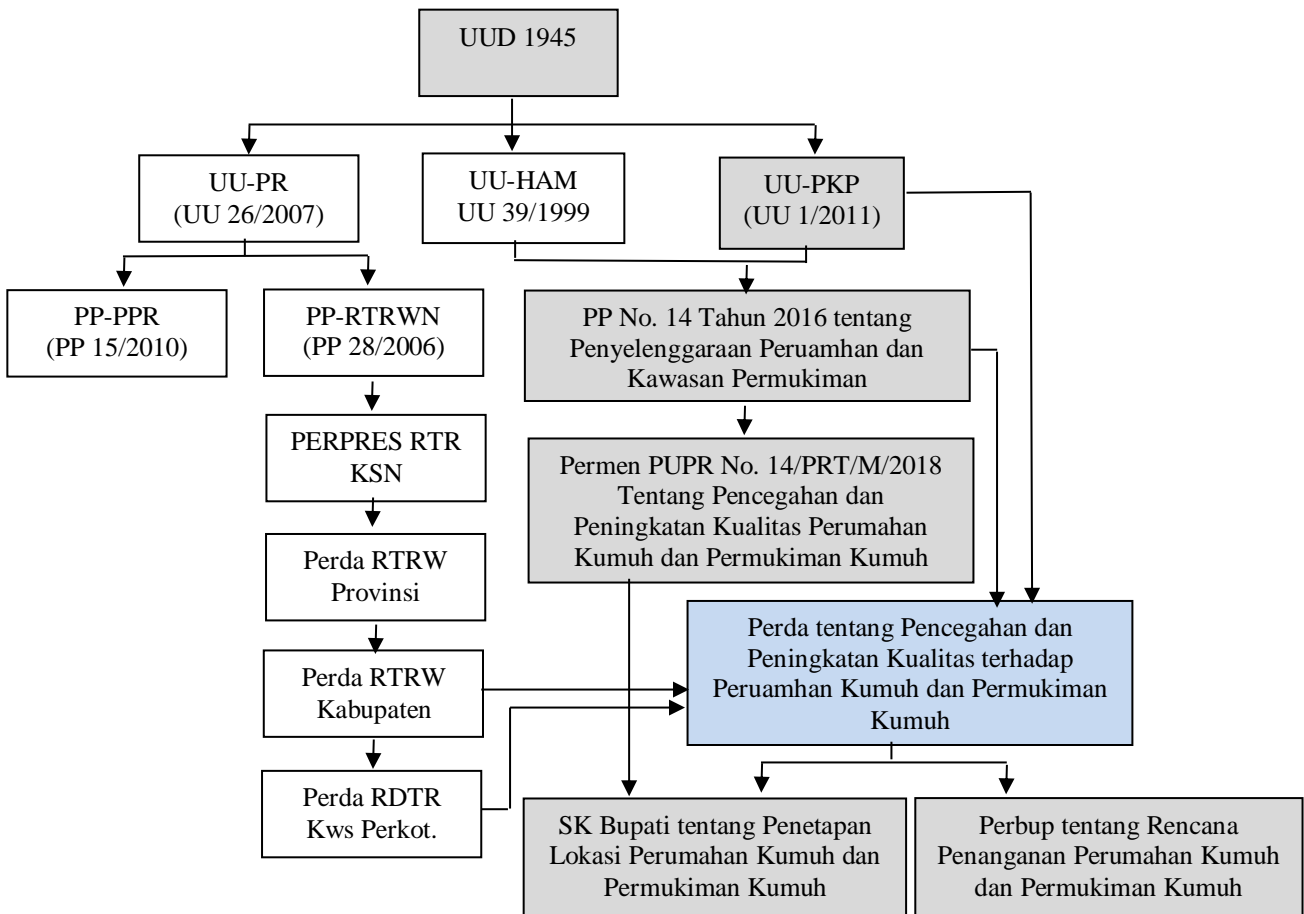 UUD 1945
UU-PR
(UU 26/2007)
UU-HAM
UU 39/1999
UU-PKP
(UU 1/2011)
PP-PPR
(PP 15/2010)
PP-RTRWN
(PP 28/2006)
PP No. 14 Tahun 2016 tentang
Penyelenggaraan Peruamhan dan
Kawasan Permukiman
PERPRES RTR
KSN
Permen PUPR No. 14/PRT/M/2018
Tentang Pencegahan dan
Peningkatan Kualitas Perumahan
Kumuh dan Permukiman Kumuh
Perda RTRW
Provinsi
Perda tentang Pencegahan dan
Peningkatan Kualitas terhadap
Peruamhan Kumuh dan Permukiman
Kumuh
Perda RTRW
Kabupaten
Perda RDTR
Kws Perkot.
SK Bupati tentang Penetapan
Lokasi Perumahan Kumuh dan
Permukiman Kumuh
Perbup tentang Rencana
Penanganan Perumahan Kumuh
dan Permukiman Kumuh